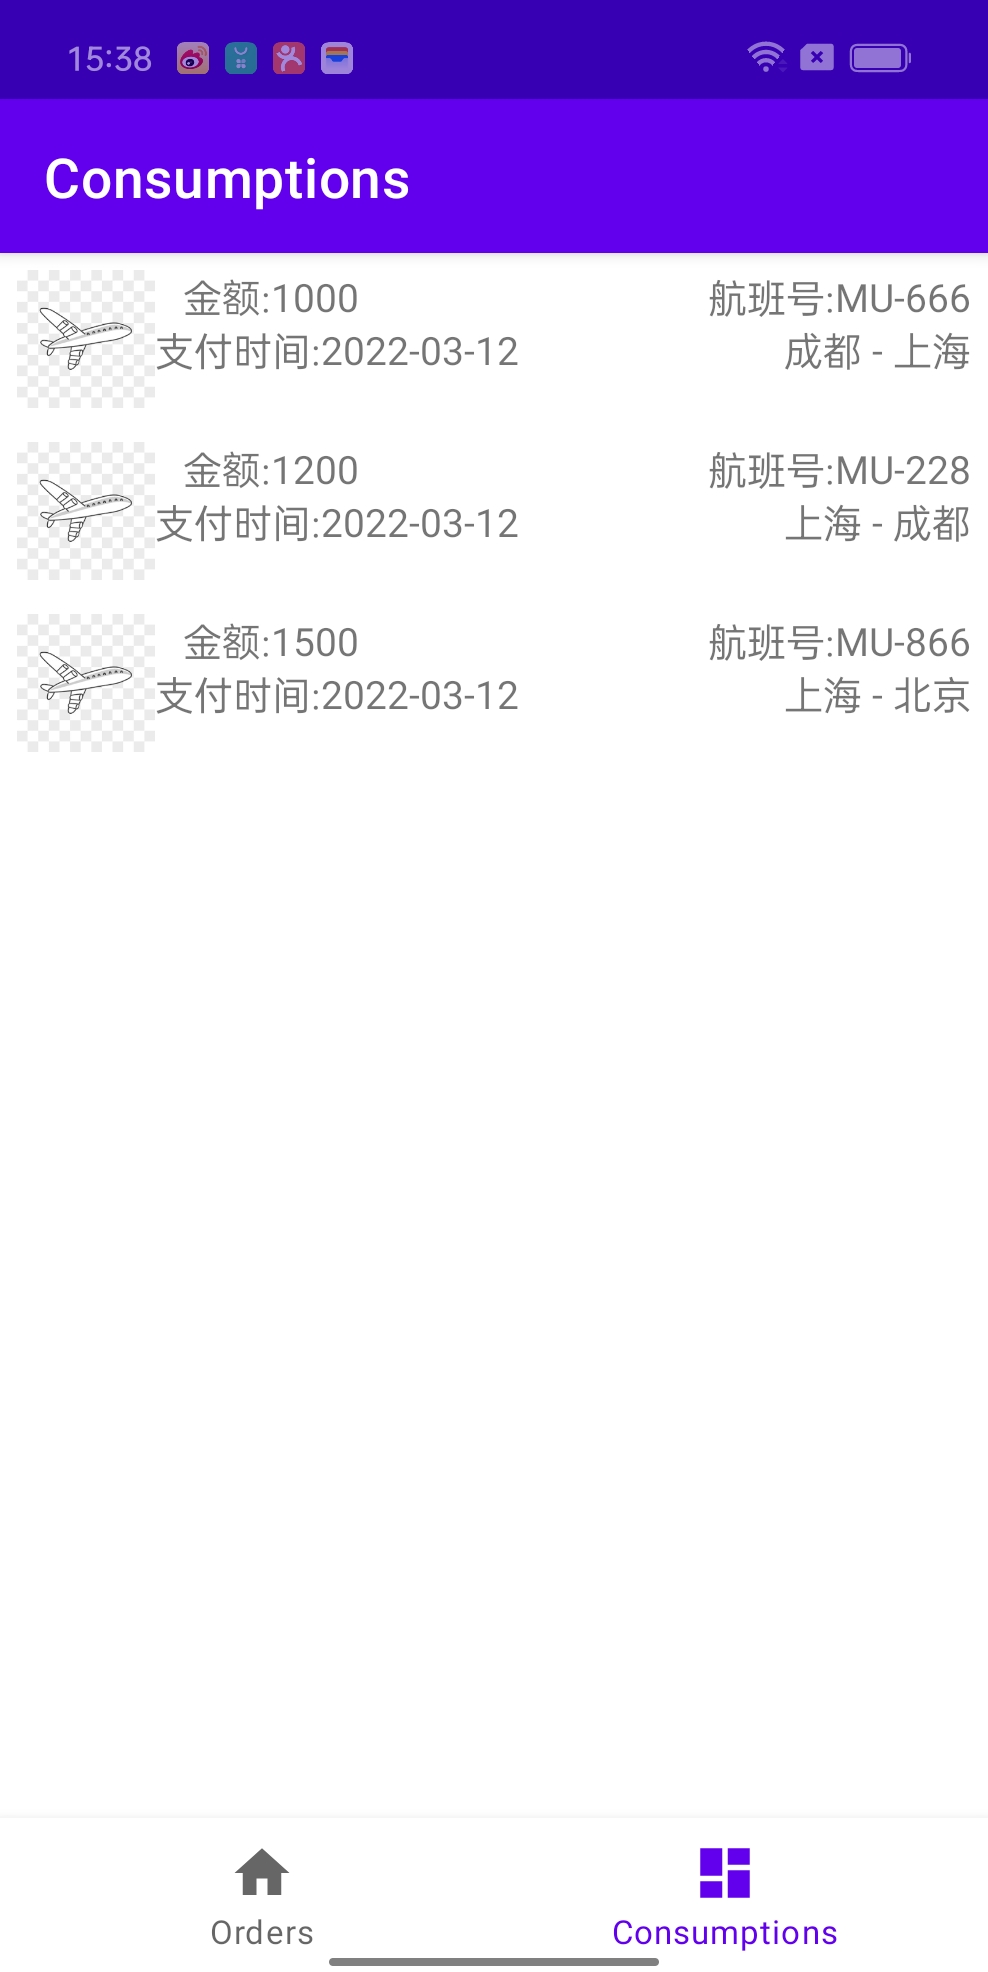 15:38
Consumptions
金额:1000 航班号:MU-666
支付时间:2022-03-12 成都 - 上海
金额:1200 航班号:MU-228
支付时间:2022-03-12 上海 - 成都
金额:1500 航班号:MU-866
支付时间:2022-03-12 上海 - 北京
Orders Consumptions